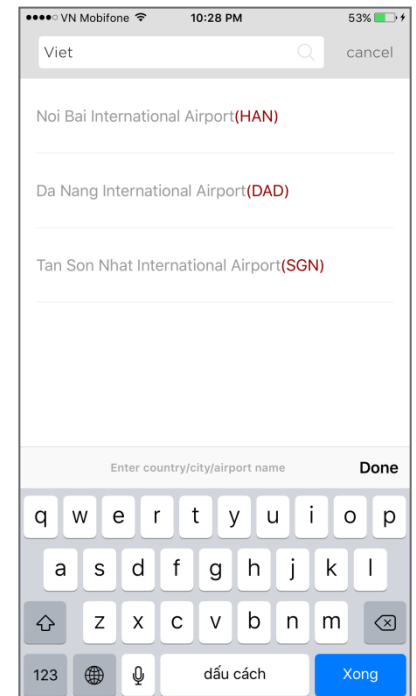 VN Mobifone 10:28 PM 53%
Viet cancel
Noi Bai International Airport(HAN)
Da Nang International Airport(DAD)
Tan Son Nhat International Airport(SGN)
Enter country/city/airport name Done
q w e r t y u i o p
a s d f g h j k l
z x c v b n m
123 dấu cách Xong